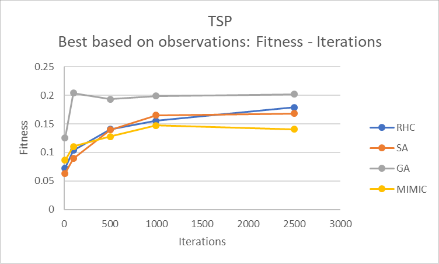 TSP
Best based on observations: Fitness - Iterations
0.25
0.2
0.15
0.1
0.05
0
Fitness
0 500 1000 1500 2000 2500 3000
Iterations
RHC
SA
GA
MIMIC